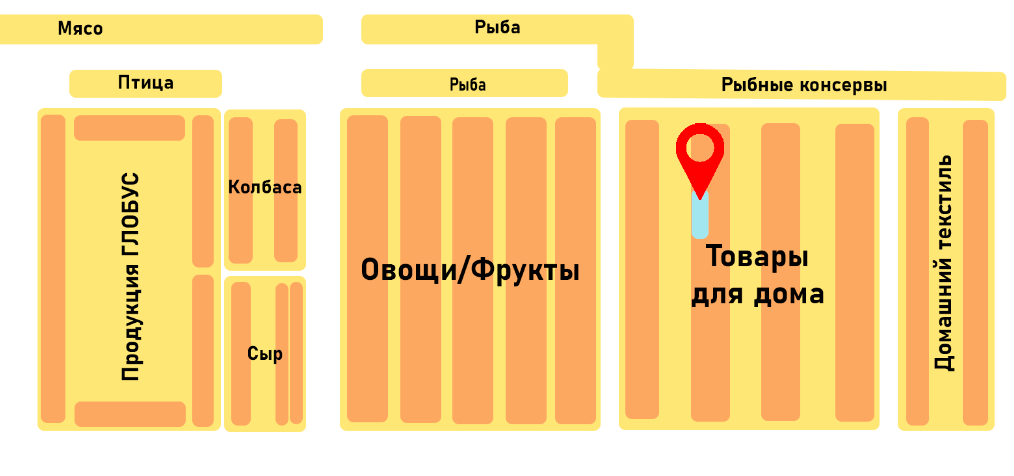 Мясо
Рыба
Птица
Рыба
Рыбные консервы
Продукция ГЛОБУС
Колбаса
Сыр
Овощи/Фрукты
Товары
для дома
Домашний текстиль